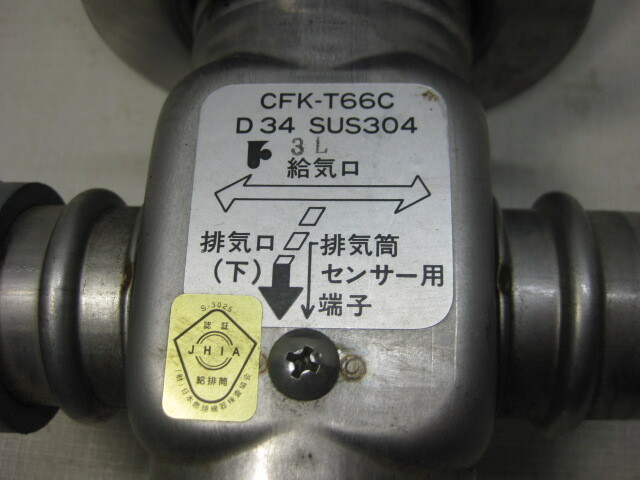 CFK-T66C
D34 SUS304
3L
給気口
排気口
(下)
排気筒
センサー用
端子
S-3025
認証
JHIA
給排筒